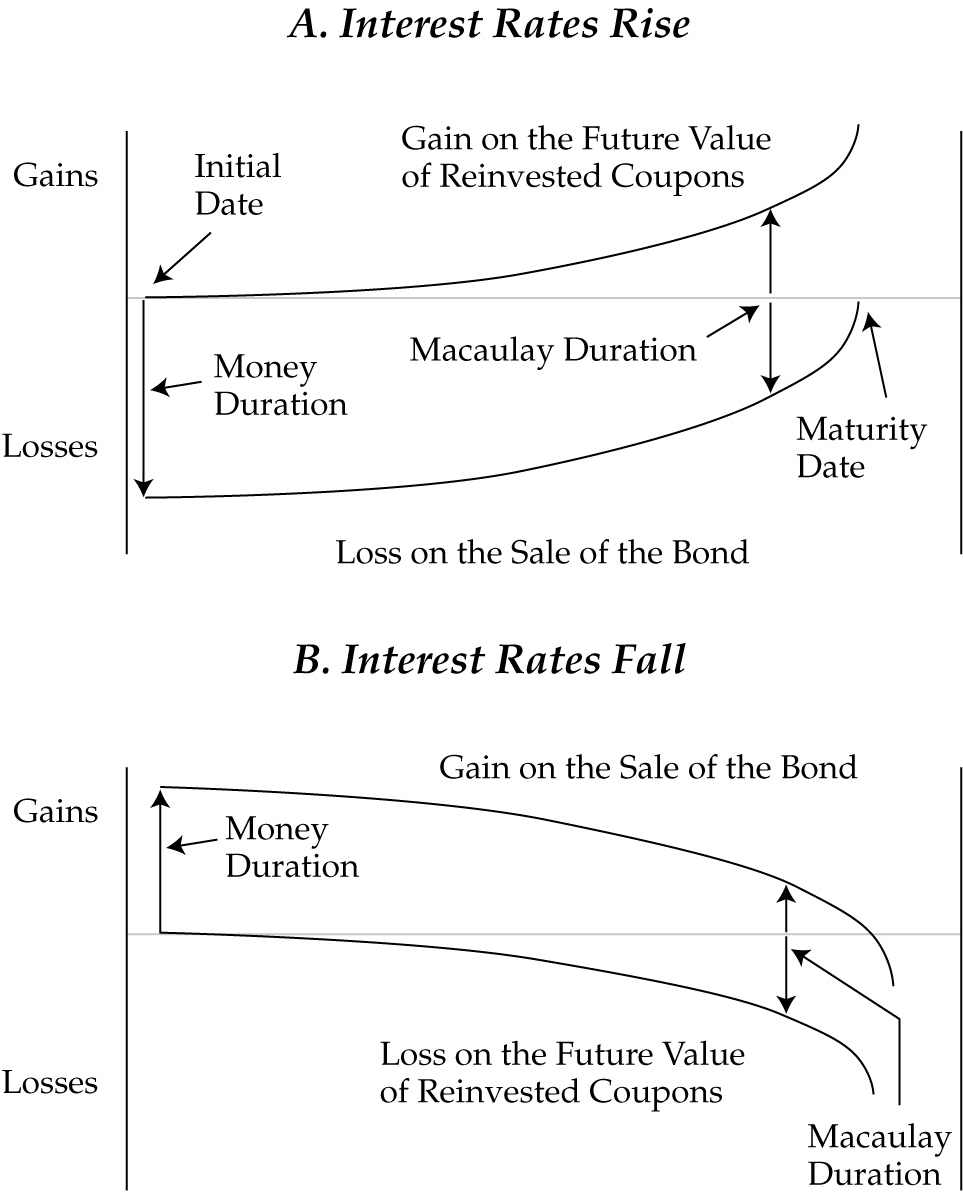 A. Interest Rates Rise
Gain on the Future Value
of Reinvested Coupons
Initial
Date
Gains
Macaulay Duration
Money
Duration
Maturity
Date
Losses
Loss on the Sale of the Bond
B. Interest Rates Fall
Gain on the Sale of the Bond
Gains
Money
Duration
Loss on the Future Value
of Reinvested Coupons
Losses
Macaulay
Duration